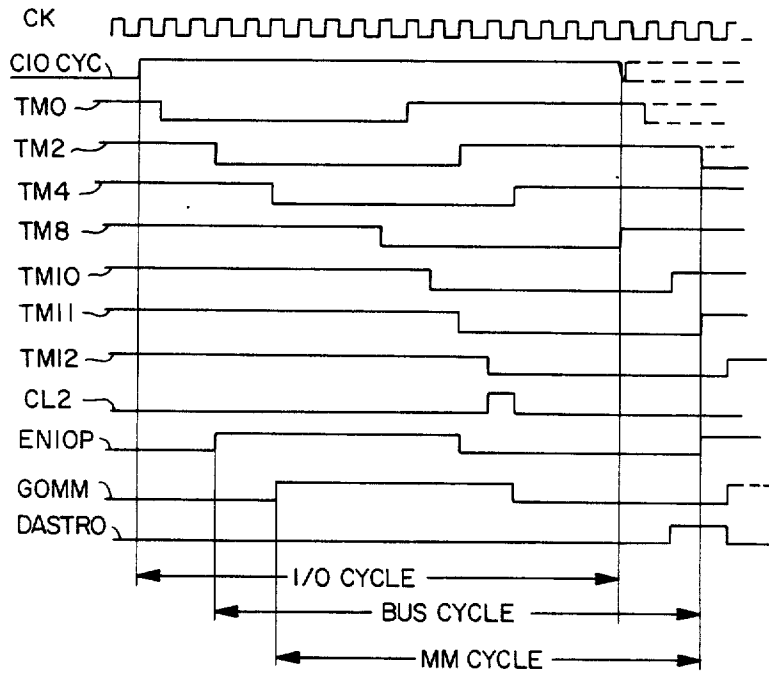 CK
CIO CYC
TM0
TM2
TM4
TM8
TM10
TM11
TM12
CL2
ENIOP
GOMM
DASTRO
I/O CYCLE
BUS CYCLE
MM CYCLE